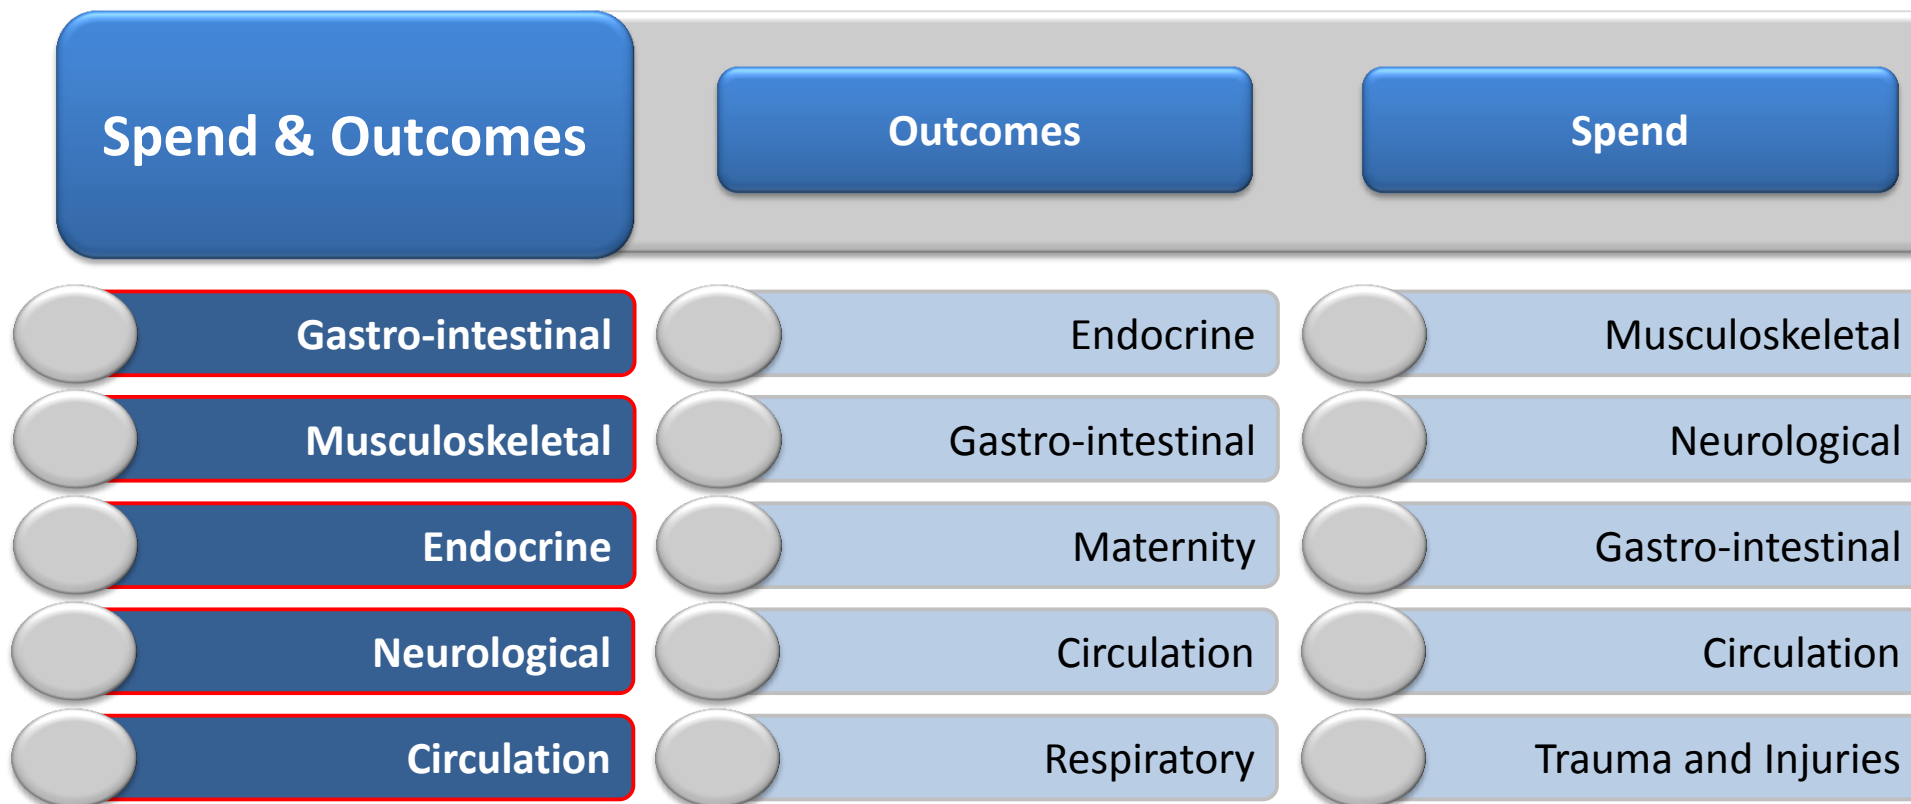 Spend & Outcomes
Outcomes
Spend
Gastro-intestinal
Endocrine
Musculoskeletal
Musculoskeletal
Gastro-intestinal
Neurological
Endocrine
Maternity
Gastro-intestinal
Neurological
Circulation
Circulation
Circulation
Respiratory
Trauma and Injuries